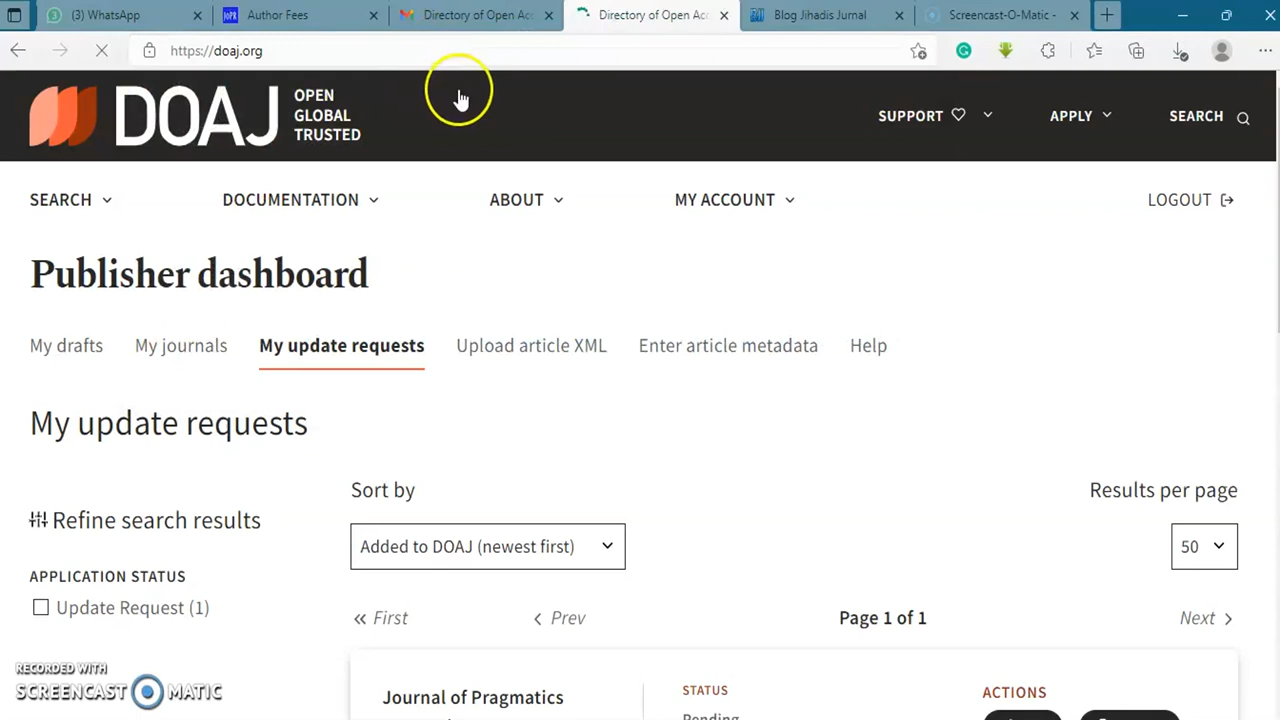 (3) WhatsApp
Author Fees
Directory of Open Acc
Directory of Open Acc
Blog Jihadis Jurnal
Screencast-O-Matic -
https://doaj.org
DOAJ
OPEN
GLOBAL
TRUSTED
SUPPORT
APPLY
SEARCH
SEARCH
DOCUMENTATION
ABOUT
MY ACCOUNT
LOGOUT
Publisher dashboard
My drafts
My journals
My update requests
Upload article XML
Enter article metadata
Help
My update requests
Sort by
Results per page
Refine search results
Added to DOAJ (newest first)
50
APPLICATION STATUS
Update Request (1)
« First
‹ Prev
Page 1 of 1
Next ›
RECORDED WITH
SCREENCAST MATIC
Journal of Pragmatics
STATUS
Pending
ACTIONS